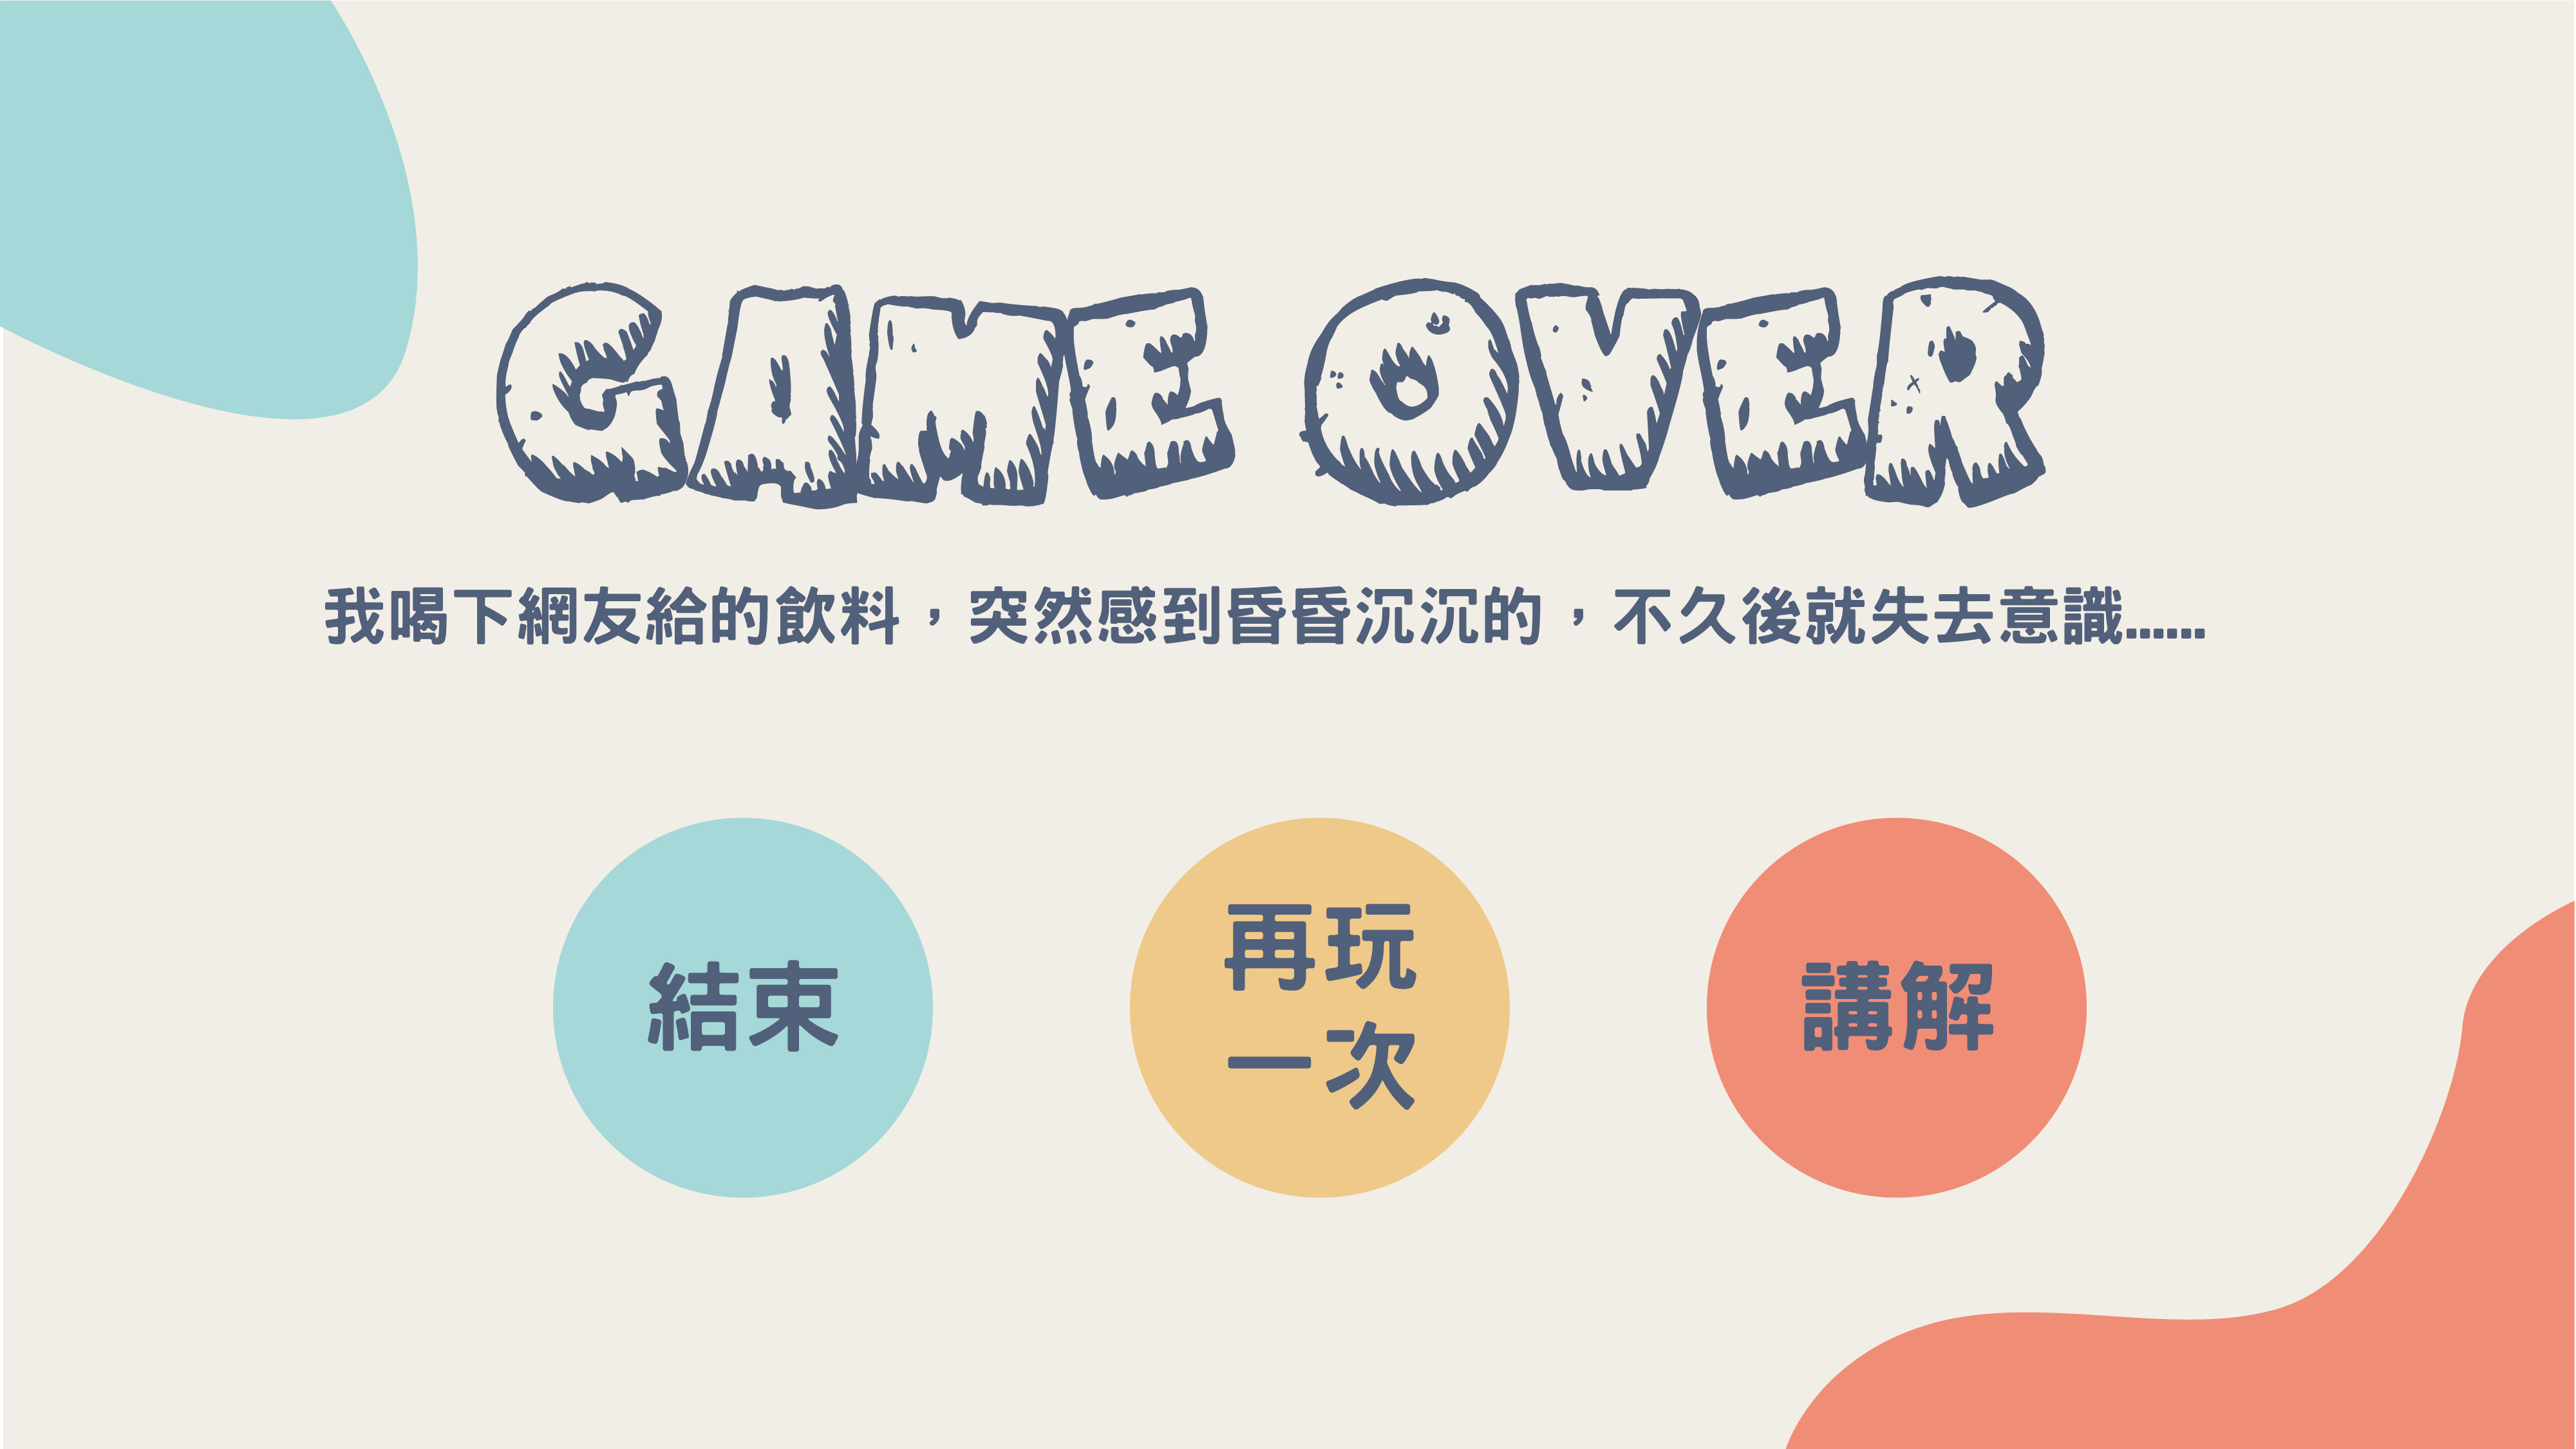 GAME OVER
我喝下網友給的飲料，突然感到昏昏沉沉的，不久後就失去意識......
結束
再玩
一次
講解